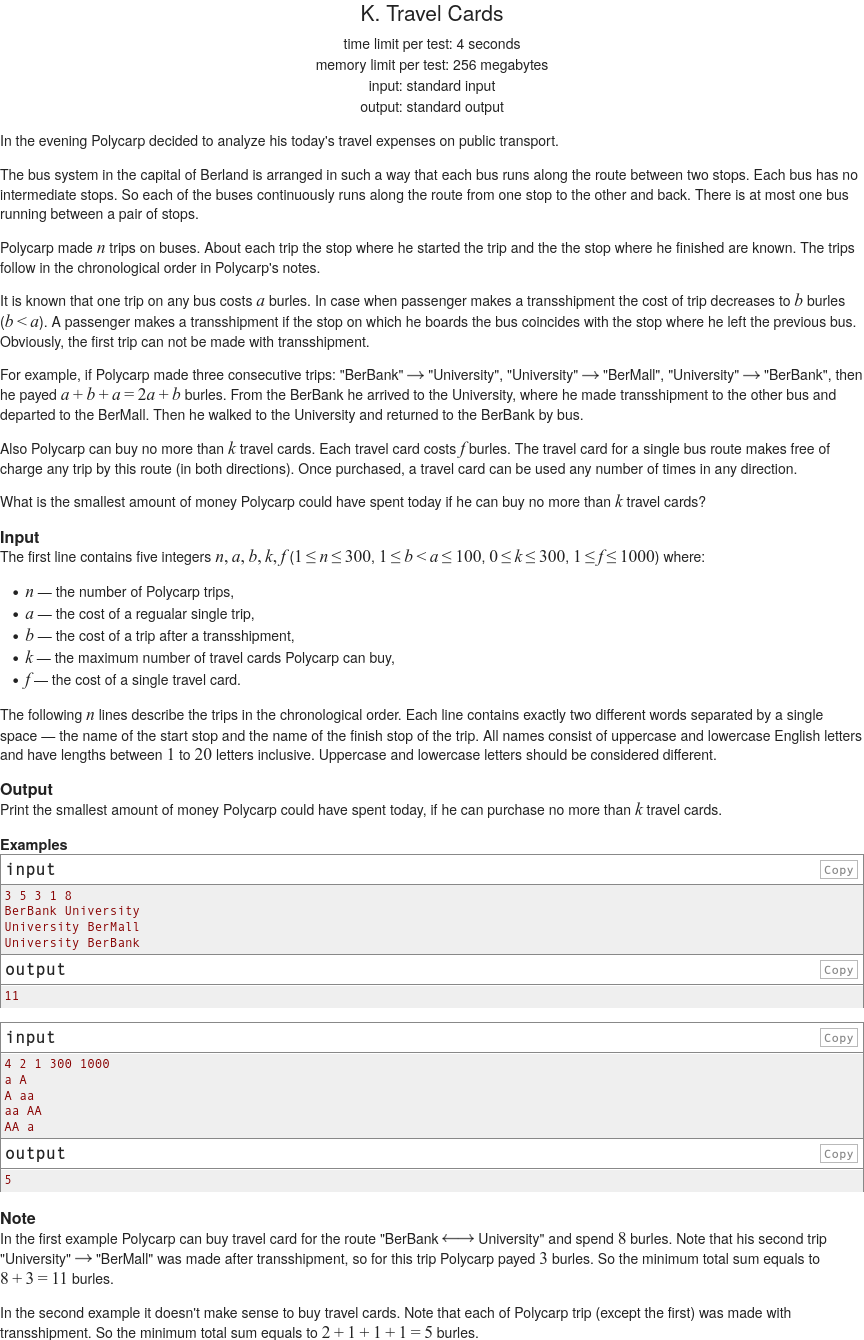 K. Travel Cards
time limit per test: 4 seconds
memory limit per test: 256 megabytes
input: standard input
output: standard output
In the evening Polycarp decided to analyze his today's travel expenses on public transport.
The bus system in the capital of Berland is arranged in such a way that each bus runs along the route between two stops. Each bus has no
intermediate stops. So each of the buses continuously runs along the route from one stop to the other and back. There is at most one bus
running between a pair of stops.
Polycarp made n trips on buses. About each trip the stop where he started the trip and the the stop where he finished are known. The trips
follow in the chronological order in Polycarp's notes.
It is known that one trip on any bus costs a burles. In case when passenger makes a transshipment the cost of trip decreases to b burles
(b < a). A passenger makes a transshipment if the stop on which he boards the bus coincides with the stop where he left the previous bus.
Obviously, the first trip can not be made with transshipment.
For example, if Polycarp made three consecutive trips: "BerBank" → "University", "University" → "BerMall", "University" → "BerBank", then
he payed a + b + a = 2a + b burles. From the BerBank he arrived to the University, where he made transshipment to the other bus and
departed to the BerMall. Then he walked to the University and returned to the BerBank by bus.
Also Polycarp can buy no more than k travel cards. Each travel card costs f burles. The travel card for a single bus route makes free of
charge any trip by this route (in both directions). Once purchased, a travel card can be used any number of times in any direction.
What is the smallest amount of money Polycarp could have spent today if he can buy no more than k travel cards?
Input
The first line contains five integers n, a, b, k, f (1 ≤ n ≤ 300, 1 ≤ b < a ≤ 100, 0 ≤ k ≤ 300, 1 ≤ f ≤ 1000) where:
• n — the number of Polycarp trips,
• a — the cost of a regualar single trip,
• b — the cost of a trip after a transshipment,
• k — the maximum number of travel cards Polycarp can buy,
• f — the cost of a single travel card.
The following n lines describe the trips in the chronological order. Each line contains exactly two different words separated by a single
space — the name of the start stop and the name of the finish stop of the trip. All names consist of uppercase and lowercase English letters
and have lengths between 1 to 20 letters inclusive. Uppercase and lowercase letters should be considered different.
Output
Print the smallest amount of money Polycarp could have spent today, if he can purchase no more than k travel cards.
Examples
input Copy
3 5 3 1 8
BerBank University
University BerMall
University BerBank
output Copy
11
input Copy
4 2 1 300 1000
a A
A aa
aa AA
AA a
output Copy
5
Note
In the first example Polycarp can buy travel card for the route "BerBank ⟷ University" and spend 8 burles. Note that his second trip
"University" → "BerMall" was made after transshipment, so for this trip Polycarp payed 3 burles. So the minimum total sum equals to
8 + 3 = 11 burles.
In the second example it doesn't make sense to buy travel cards. Note that each of Polycarp trip (except the first) was made with
transshipment. So the minimum total sum equals to 2 + 1 + 1 + 1 = 5 burles.